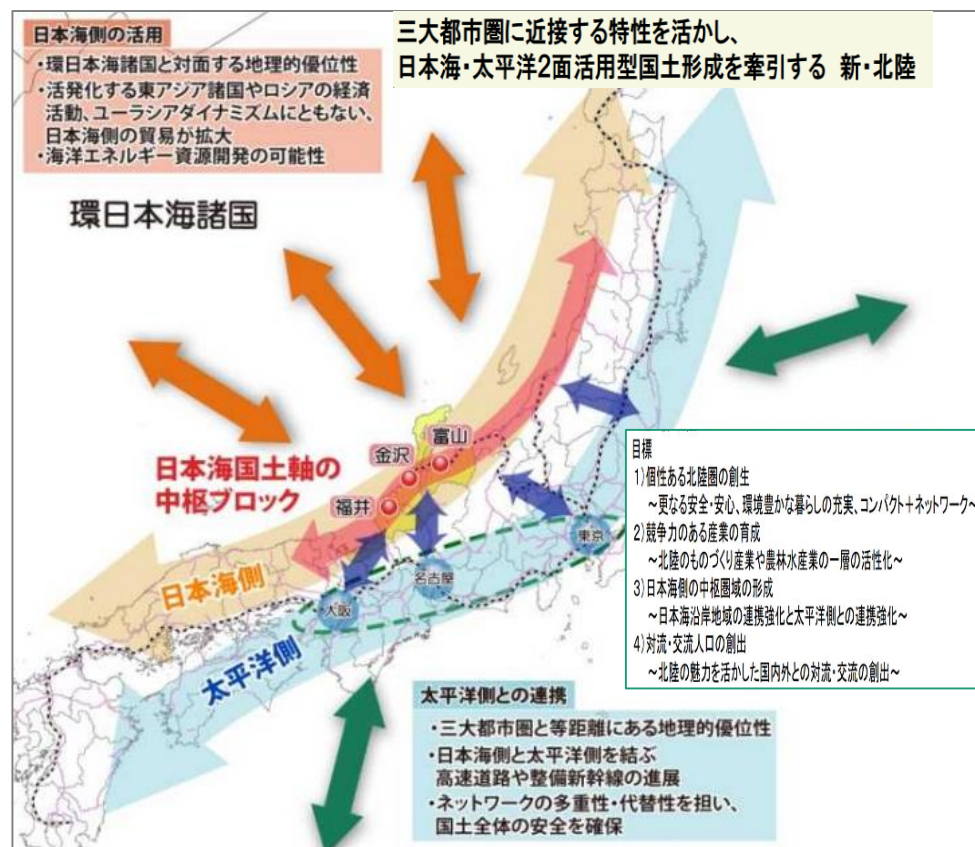 三大都市圏に近接する特性を活かし、
日本海・太平洋2面活用型国土形成を牽引する 新・北陸
日本海側の活用
・環日本海諸国と対面する地理的優位性
・活発化する東アジア諸国やロシアの経済
活動、ユーラシアダイナミズムにともない、
日本海側の貿易が拡大
・海洋エネルギー資源開発の可能性
環日本海諸国
富山
金沢
福井
日本海国土軸の
中枢ブロック
東京
名古屋
大阪
日本海側
太平洋側
目標
1)個性ある北陸圏の創生
~更なる安全・安心、環境豊かな暮らしの充実、コンパクト+ネットワーク~
2)競争力のある産業の育成
~北陸のものづくり産業や農林水産業の一層の活性化~
3)日本海側の中枢圏域の形成
~日本海沿岸地域の連携強化と太平洋側との連携強化~
4)対流・交流人口の創出
~北陸の魅力を活かした国内外との対流・交流の創出~
太平洋側との連携
・三大都市圏と等距離にある地理的優位性
・日本海側と太平洋側を結ぶ
高速道路や整備新幹線の進展
・ネットワークの多重性・代替性を担い、
国土全体の安全を確保